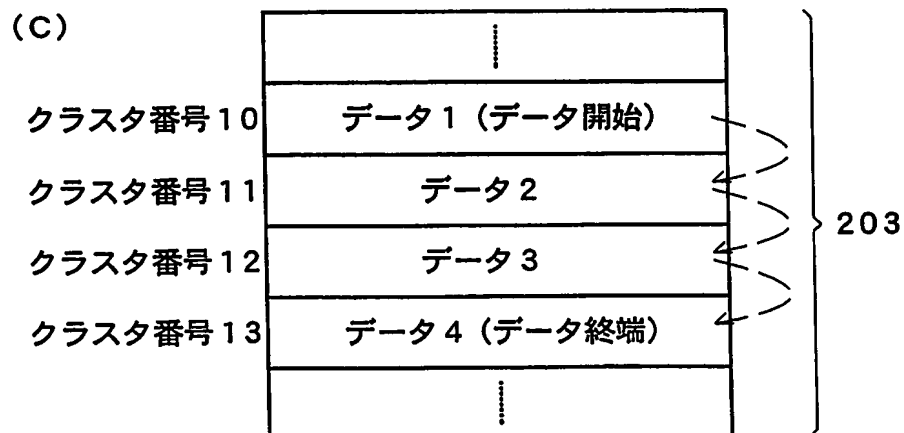 (C)
クラスタ番号10 データ1(データ開始)
クラスタ番号11 データ2
203
クラスタ番号12 データ3
クラスタ番号13 データ4(データ終端)